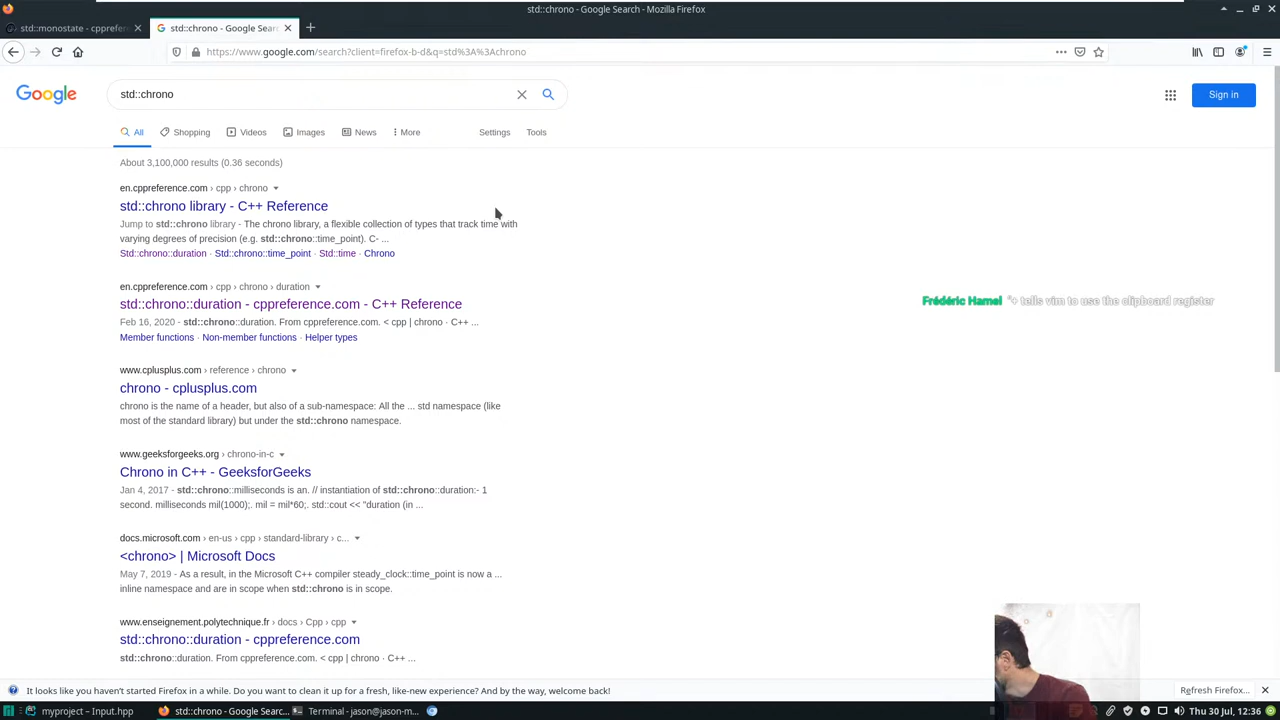 std::chrono - Google Search - Mozilla Firefox
std::monostate - cpprefere
std::chrono - Google Searc
https://www.google.com/search?client=firefox-b-d&q=std%3A%3Achrono
Google
std::chrono
Sign in
All
Shopping
Videos
Images
News
More
Settings
Tools
About 3,100,000 results (0.36 seconds)
en.cppreference.com › cpp › chrono
std::chrono library - C++ Reference
Jump to std::chrono library - The chrono library, a flexible collection of types that track time with
varying degrees of precision (e.g. std::chrono::time_point). C- ...
Std::chrono::duration · Std::chrono::time_point · Std::time · Chrono
en.cppreference.com › cpp › chrono › duration
std::chrono::duration - cppreference.com - C++ Reference
Feb 16, 2020 - std::chrono::duration. From cppreference.com. < cpp | chrono · C++ ...
Member functions · Non-member functions · Helper types
Frédéric Hamel "+ tells vim to use the clipboard register
www.cplusplus.com › reference › chrono
chrono - cplusplus.com
chrono is the name of a header, but also of a sub-namespace: All the ... std namespace (like
most of the standard library) but under the std::chrono namespace.
www.geeksforgeeks.org › chrono-in-c
Chrono in C++ - GeeksforGeeks
Jan 4, 2017 - std::chrono::milliseconds is an. // instantiation of std::chrono::duration:- 1
second. milliseconds mil(1000);. mil = mil*60;. std::cout << "duration (in ...
docs.microsoft.com › en-us › cpp › standard-library › c...
<chrono> | Microsoft Docs
May 7, 2019 - As a result, in the Microsoft C++ compiler steady_clock::time_point is now a ...
inline namespace and are in scope when std::chrono is in scope.
www.enseignement.polytechnique.fr › docs › Cpp › cpp
std::chrono::duration - cppreference.com
std::chrono::duration. From cppreference.com. < cpp | chrono · C++ ...
It looks like you haven't started Firefox in a while. Do you want to clean it up for a fresh, like-new experience? And by the way, welcome back!
Refresh Firefox...
myproject – Input.hpp
std::chrono - Google Searc...
Terminal - jason@jason-m...
Thu 30 Jul, 12:36